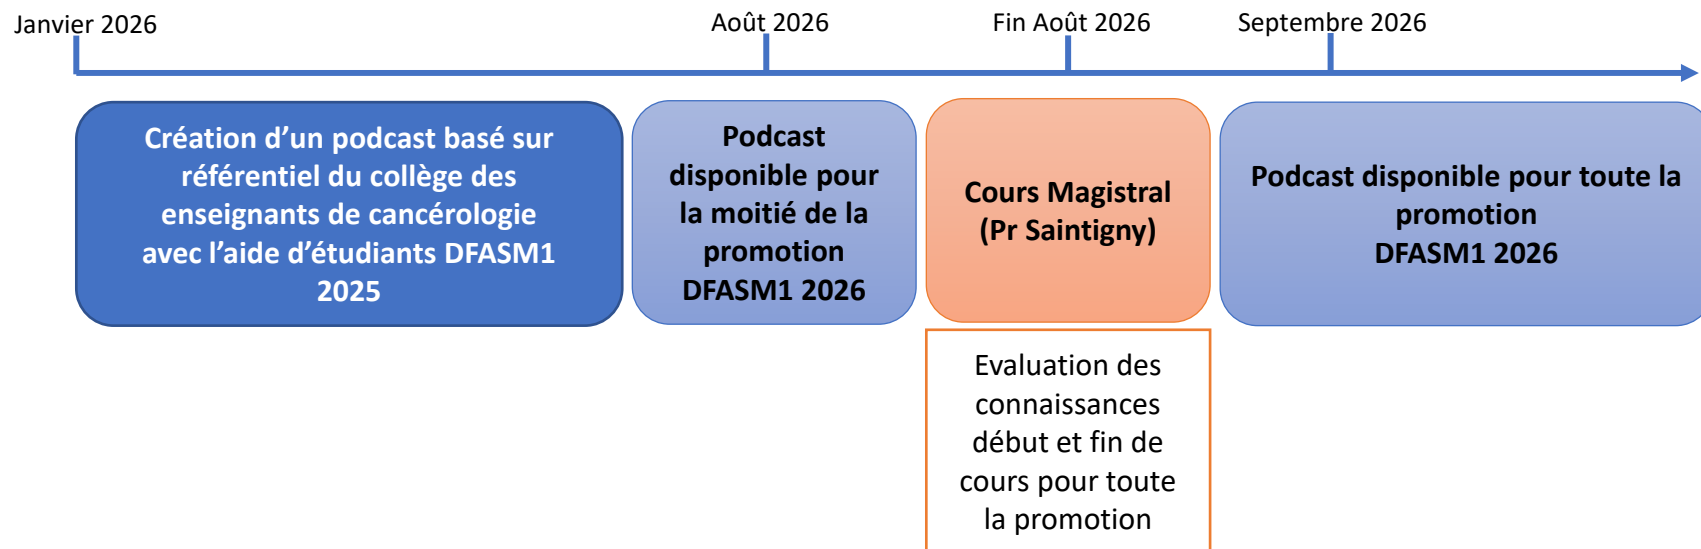 Janvier 2026
Août 2026
Fin Août 2026
Septembre 2026
Création d’un podcast basé sur
référentiel du collège des
enseignants de cancérologie
avec l’aide d’étudiants DFASM1
2025
Podcast
disponible pour
la moitié de la
promotion
DFASM1 2026
Cours Magistral
(Pr Saintigny)
Podcast disponible pour toute la
promotion
DFASM1 2026
Evaluation des
connaissances
début et fin de
cours pour toute
la promotion